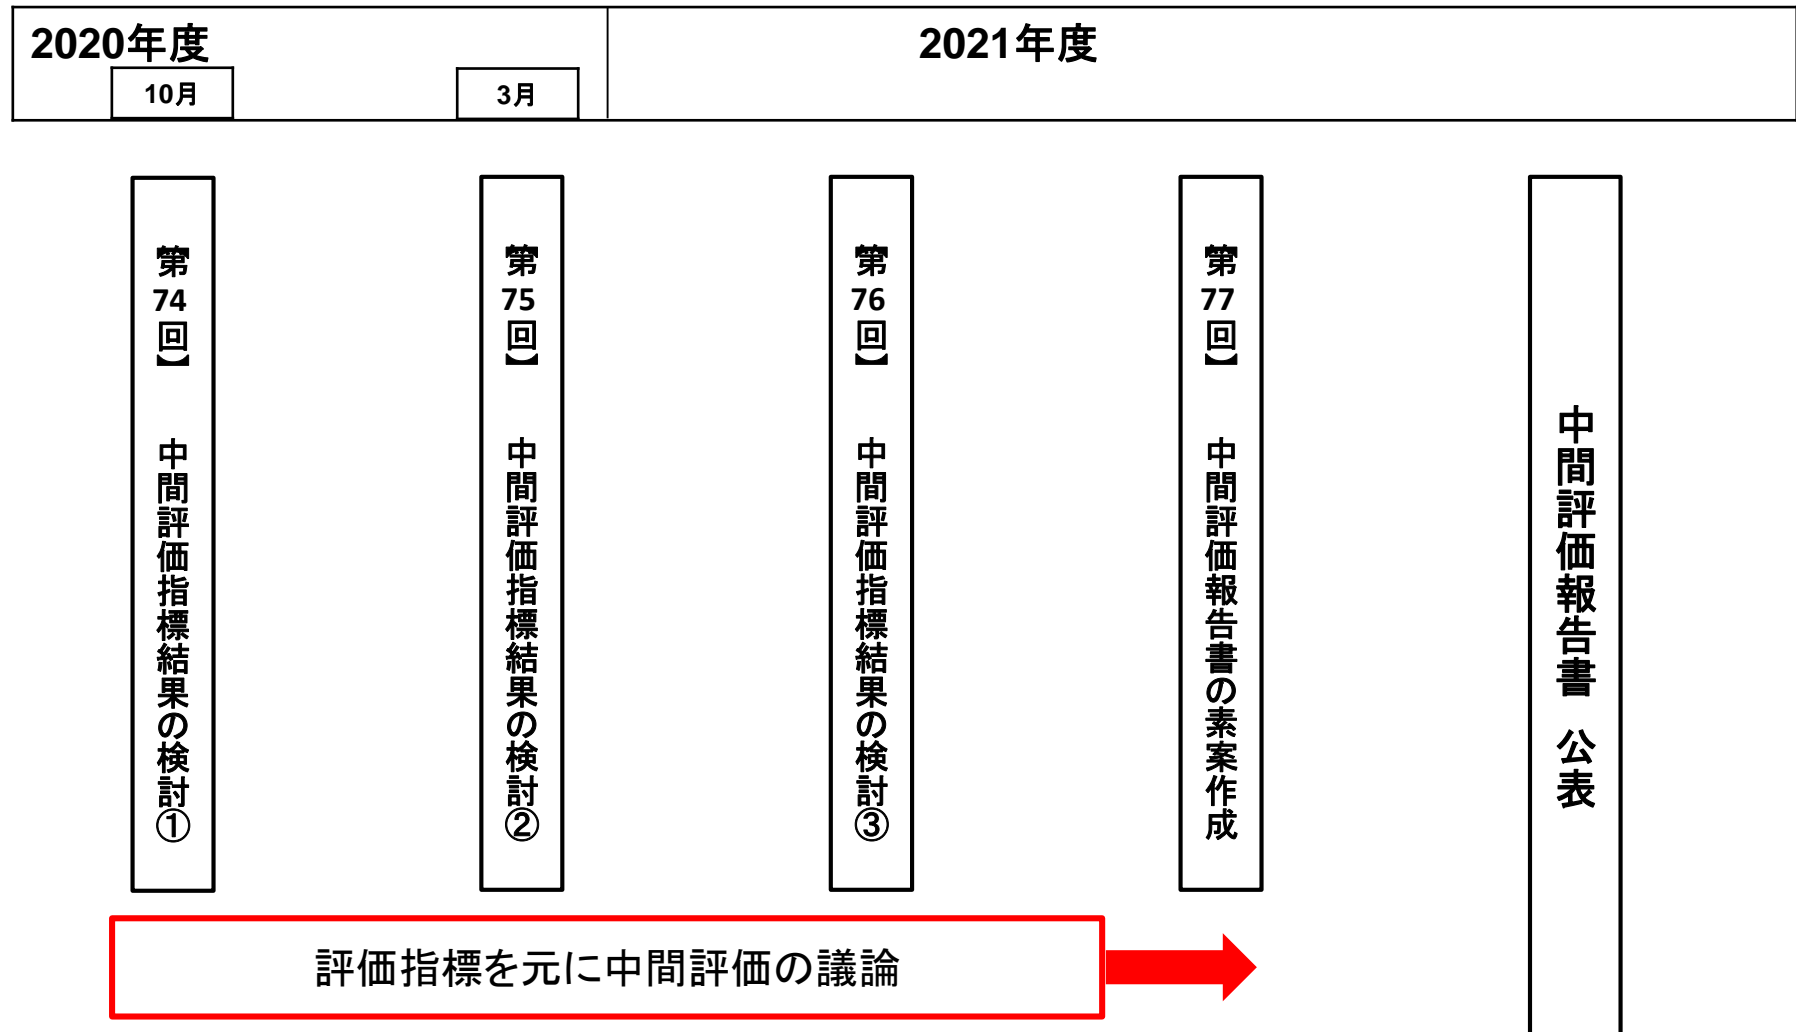 2020年度
2021年度
10月
3月
【第74回】 中間評価指標結果の検討①
【第75回】 中間評価指標結果の検討②
【第76回】 中間評価指標結果の検討③
【第77回】 中間評価報告書の素案作成
中間評価報告書 公表
評価指標を元に中間評価の議論